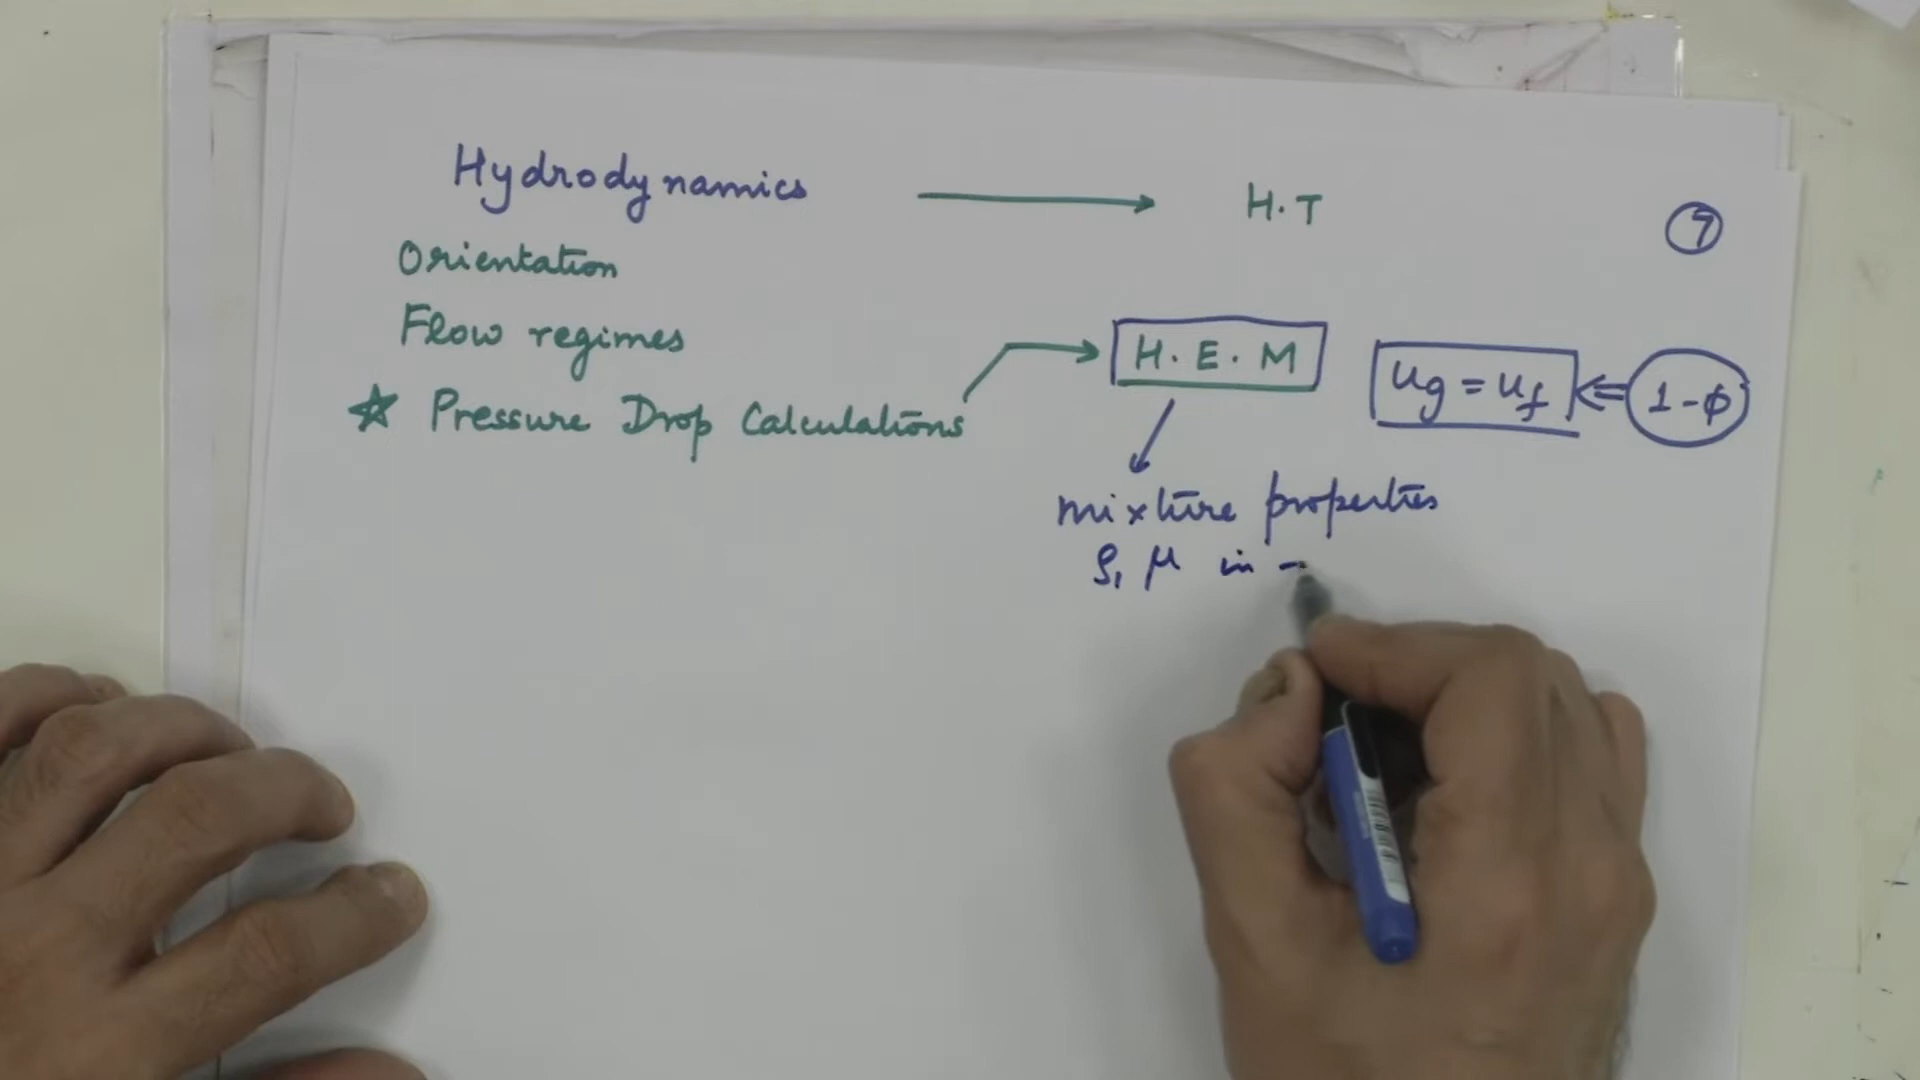 Hydrodynamics → H.T
⑦
Orientation
Flow regimes
☆ Pressure Drop Calculations → H.E.M
ug = uf ⇐ 1-φ
mixture properties
ρ, μ in